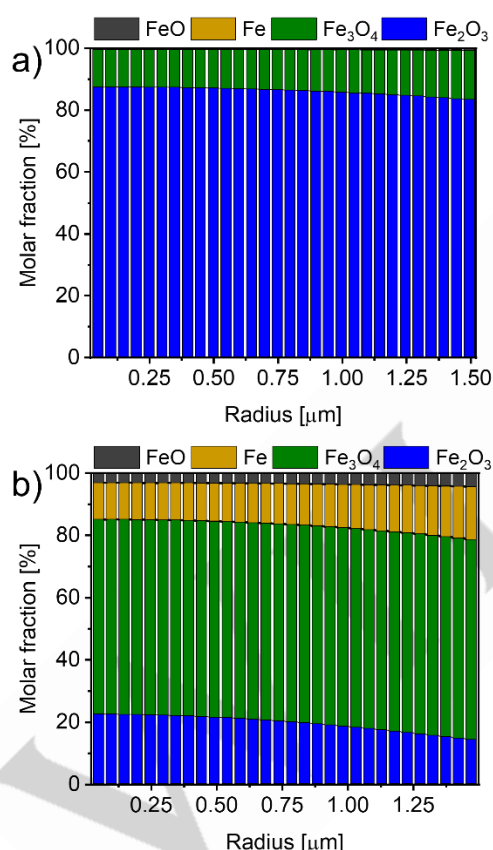 FeO Fe Fe₃O₄ Fe₂O₃
a)
100
80
60
40
20
0
Molar fraction [%]
0.25 0.50 0.75 1.00 1.25 1.50
Radius [μm]
FeO Fe Fe₃O₄ Fe₂O₃
b)
100
80
60
40
20
0
Molar fraction [%]
0.25 0.50 0.75 1.00 1.25
Radius [μm]